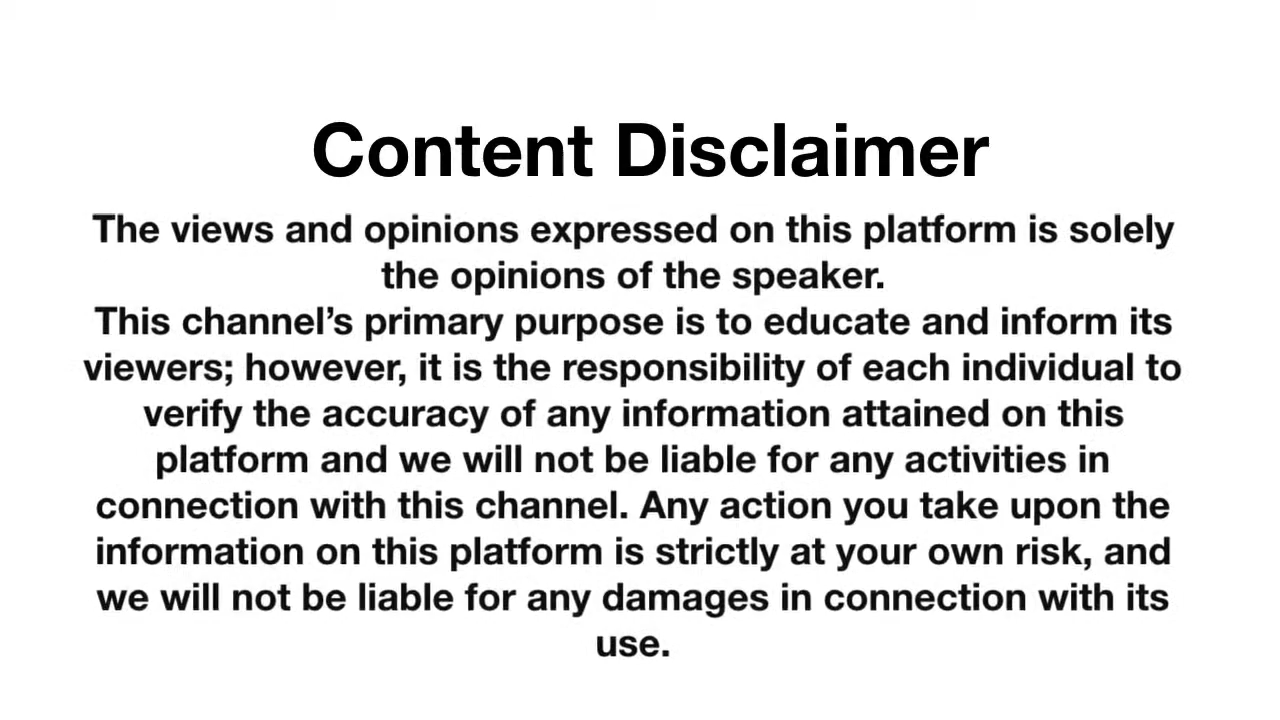 Content Disclaimer
The views and opinions expressed on this platform is solely
the opinions of the speaker.
This channel’s primary purpose is to educate and inform its
viewers; however, it is the responsibility of each individual to
verify the accuracy of any information attained on this
platform and we will not be liable for any activities in
connection with this channel. Any action you take upon the
information on this platform is strictly at your own risk, and
we will not be liable for any damages in connection with its
use.